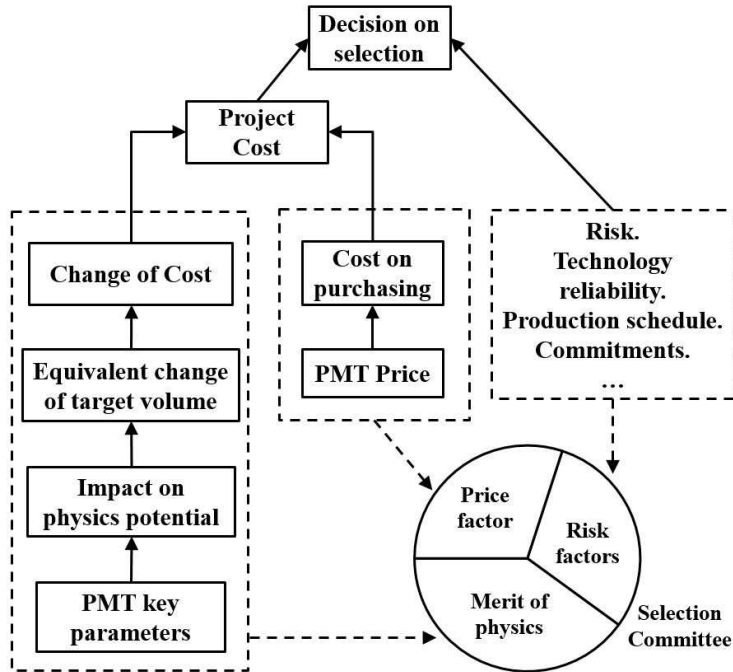 Decision on
selection
Project
Cost
Change of Cost
Equivalent change
of target volume
Impact on
physics potential
PMT key
parameters
Cost on
purchasing
PMT Price
Risk.
Technology
reliability.
Production schedule.
Commitments.
...
Price
factor
Risk
factors
Merit of
physics
Selection
Committee